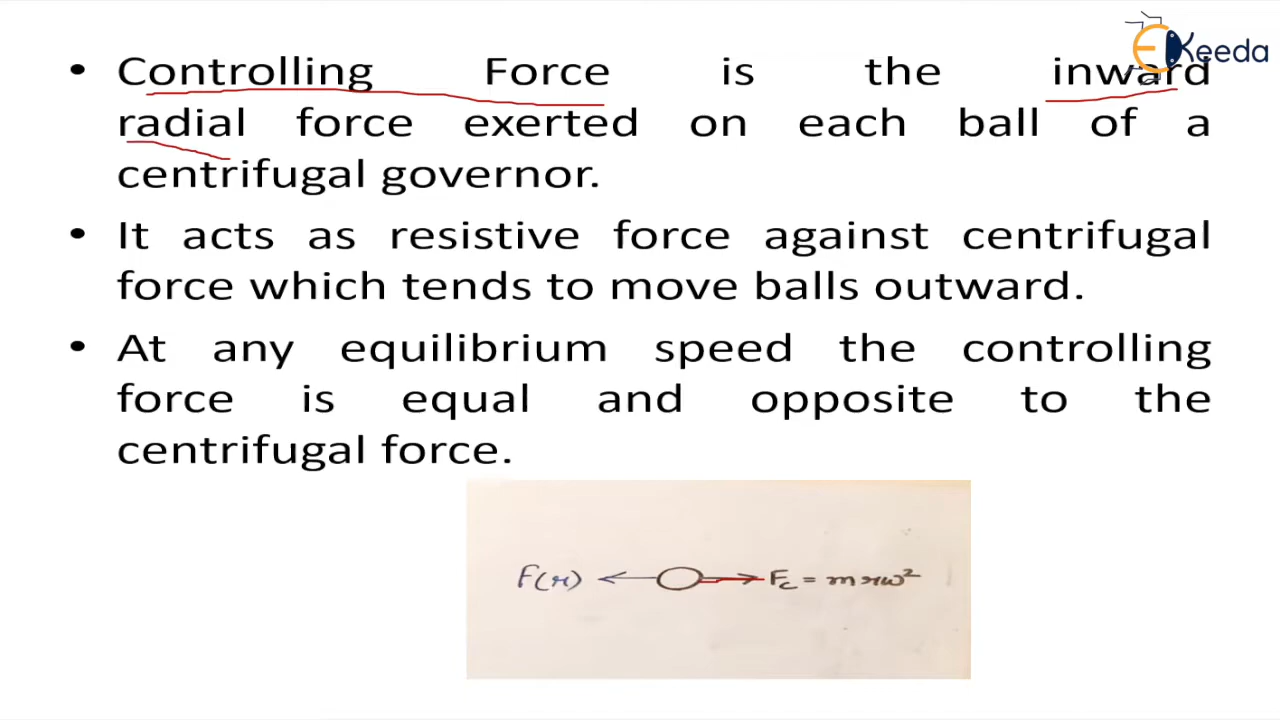 EKeeda
• Controlling Force is the inward
radial force exerted on each ball of a
centrifugal governor.
• It acts as resistive force against centrifugal
force which tends to move balls outward.
• At any equilibrium speed the controlling
force is equal and opposite to the
centrifugal force.
F(r) Fc = mrω²